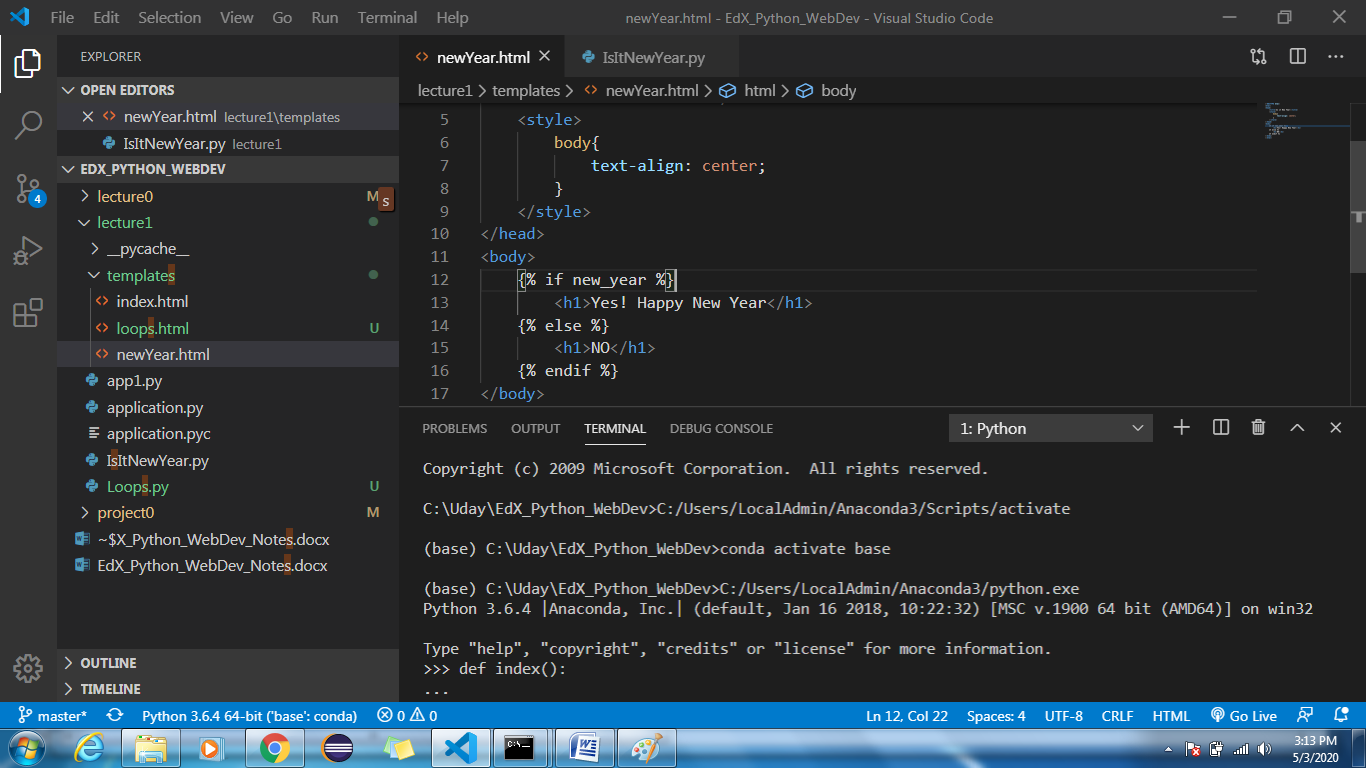 File Edit Selection View Go Run Terminal Help newYear.html - EdX_Python_WebDev - Visual Studio Code
EXPLORER
OPEN EDITORS
newYear.html lecture1\templates
IsItNewYear.py lecture1
EDX_PYTHON_WEBDEV
lecture0 M
s
lecture1
__pycache__
templates
index.html
loops.html U
newYear.html
app1.py
application.py
application.pyc
IsItNewYear.py
Loops.py U
project0 M
~$X_Python_WebDev_Notes.docx
EdX_Python_WebDev_Notes.docx
OUTLINE
TIMELINE
4
newYear.html IsItNewYear.py
lecture1 > templates > newYear.html > html > body
5 <style>
6 body{
7 text-align: center;
8 }
9 </style>
10 </head>
11 <body>
12 {% if new_year %}
13 <h1>Yes! Happy New Year</h1>
14 {% else %}
15 <h1>NO</h1>
16 {% endif %}
17 </body>
PROBLEMS OUTPUT TERMINAL DEBUG CONSOLE 1: Python
Copyright (c) 2009 Microsoft Corporation.  All rights reserved.
C:\Uday\EdX_Python_WebDev>C:/Users/LocalAdmin/Anaconda3/Scripts/activate
(base) C:\Uday\EdX_Python_WebDev>conda activate base
(base) C:\Uday\EdX_Python_WebDev>C:/Users/LocalAdmin/Anaconda3/python.exe
Python 3.6.4 |Anaconda, Inc.| (default, Jan 16 2018, 10:22:32) [MSC v.1900 64 bit (AMD64)] on win32
Type "help", "copyright", "credits" or "license" for more information.
>>> def index():
...
master* Python 3.6.4 64-bit ('base': conda) 0 0 Ln 12, Col 22 Spaces: 4 UTF-8 CRLF HTML Go Live
3:13 PM
5/3/2020